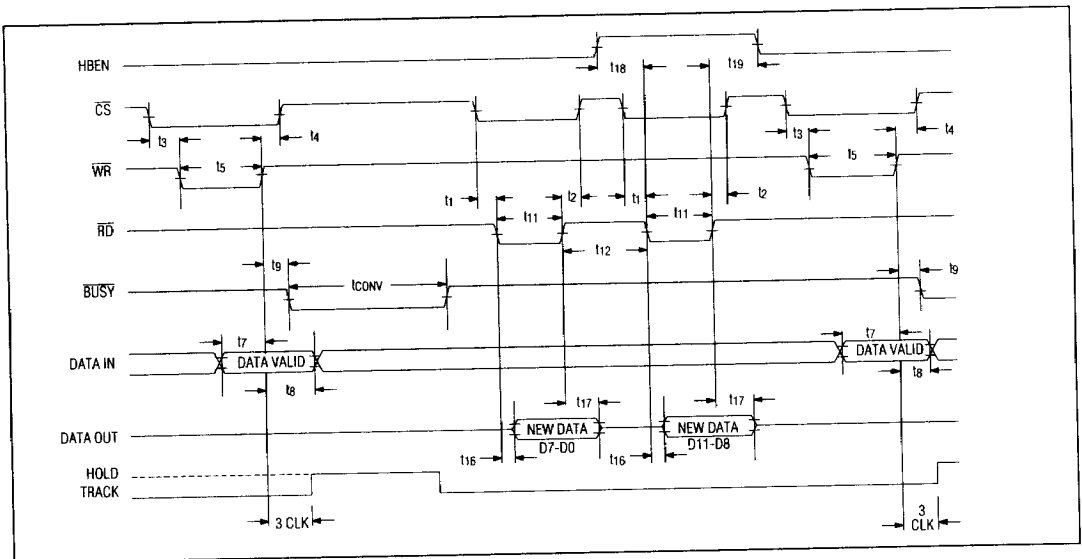 HBEN
t18
t19
CS
t3
t4
t3
t4
WR
t5
t5
t1
t2
t1
t2
RD
t11
t11
t12
BUSY
t9
tCONV
t9
DATA IN
t7
DATA VALID
t8
t7
DATA VALID
t8
t17
t17
DATA OUT
NEW DATA
D7-D0
NEW DATA
D11-D8
t16
t16
HOLD
TRACK
3 CLK
3
CLK